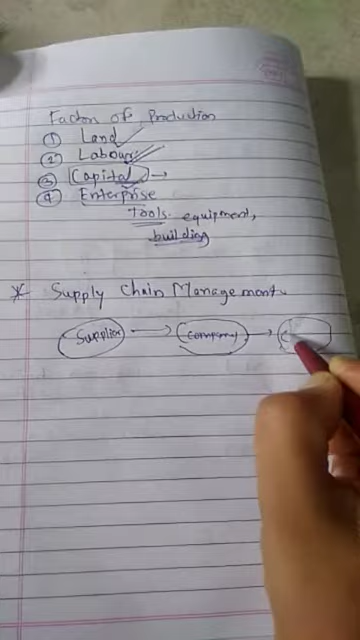 Factors of Production
① Land
② Labour
③ Capital →
④ Enterprise
Tools, equipment,
building
* Supply Chain Management
Supplier → Company →